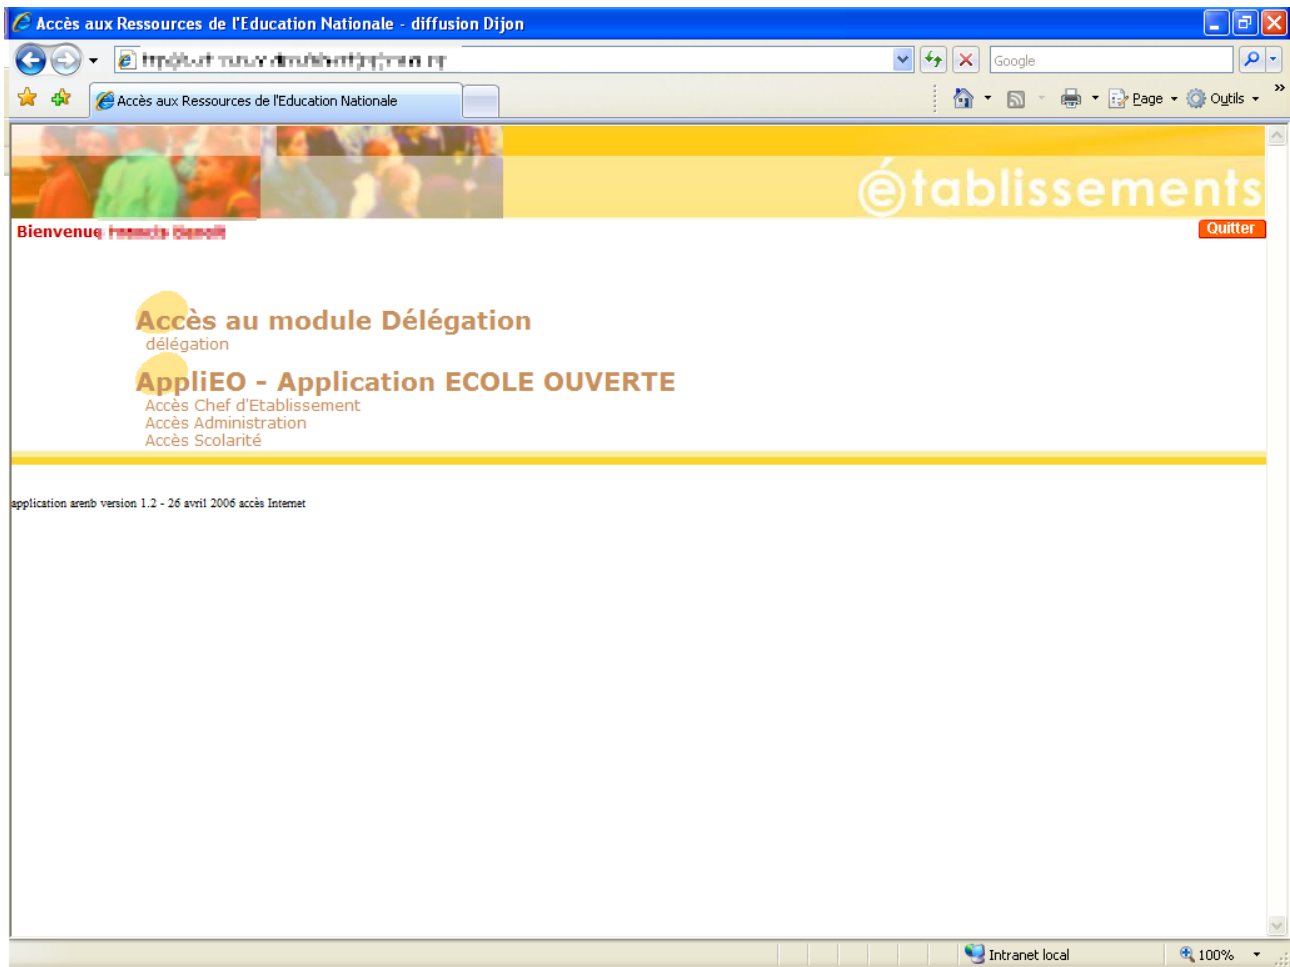 Accès aux Ressources de l'Education Nationale - diffusion Dijon
Google
Accès aux Ressources de l'Education Nationale
Page
Outils
»
établissements
Bienvenue
Quitter
Accès au module Délégation
délégation
AppliEO - Application ECOLE OUVERTE
Accès Chef d'Etablissement
Accès Administration
Accès Scolarité
application arenb version 1.2 - 26 avril 2006 accès Internet
Intranet local
100%